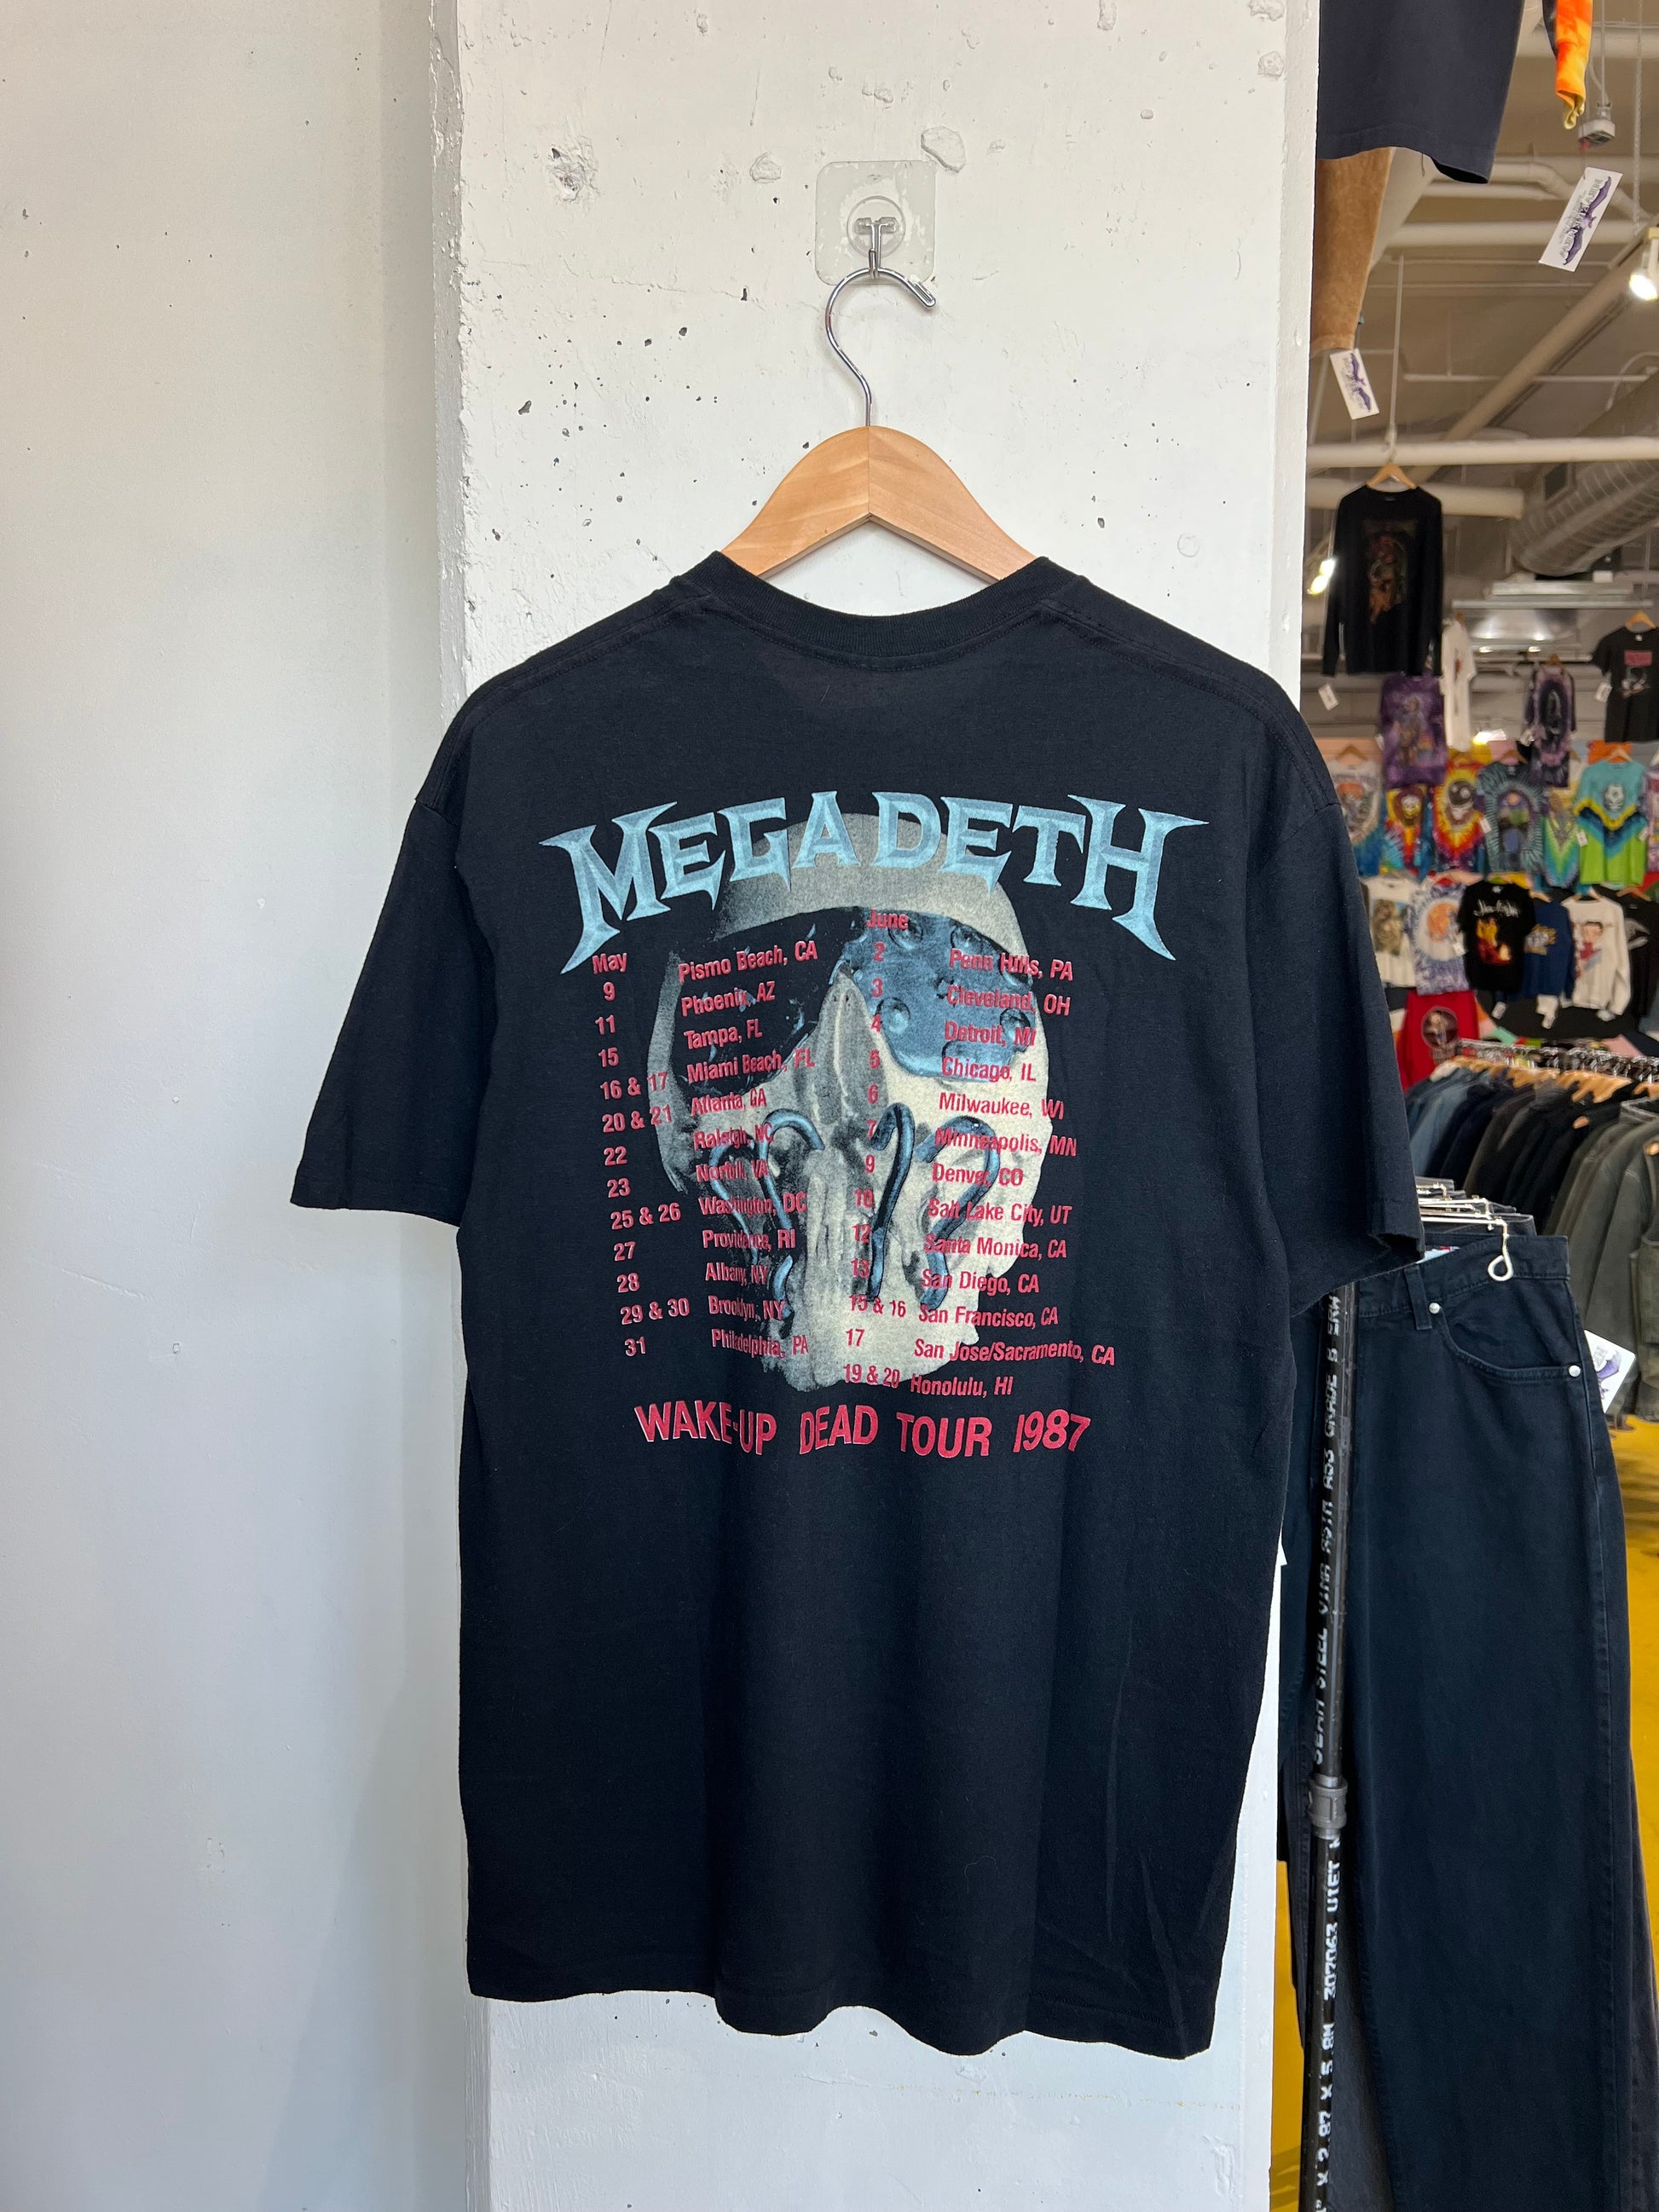 MEGADETH
May
9 Pismo Beach, CA
11 Phoenix, AZ
15 Tampa, FL
16 & 17 Miami Beach, FL
20 & 21 Atlanta, GA
22 Raleigh, NC
23 Norfolk, VA
25 & 26 Washington, DC
27 Providence, RI
28 Albany, NY
29 & 30 Brooklyn, NY
31 Philadelphia, PA
June
2 Penn Hills, PA
3 Cleveland, OH
4 Detroit, MI
5 Chicago, IL
6 Milwaukee, WI
7 Minneapolis, MN
9 Denver, CO
10 Salt Lake City, UT
12 Santa Monica, CA
13 San Diego, CA
15 & 16 San Francisco, CA
17 San Jose/Sacramento, CA
19 & 20 Honolulu, HI
WAKE-UP DEAD TOUR 1987